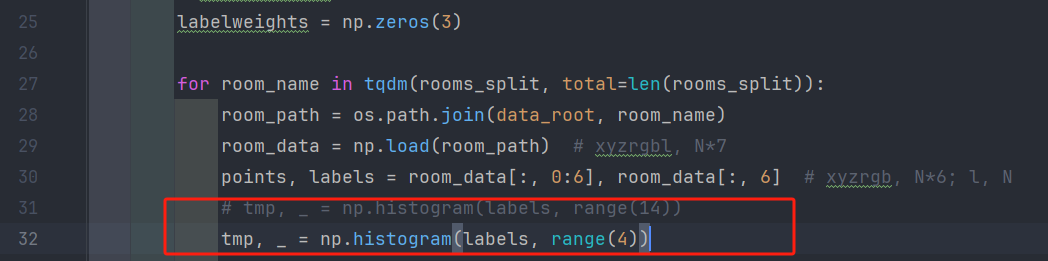 25 labelweights = np.zeros(3)
26
27 for room_name in tqdm(rooms_split, total=len(rooms_split)):
28 room_path = os.path.join(data_root, room_name)
29 room_data = np.load(room_path)  # xyzrgbl, N*7
30 points, labels = room_data[:, 0:6], room_data[:, 6]  # xyzrgb, N*6; l, N
31 # tmp, _ = np.histogram(labels, range(14))
32 tmp, _ = np.histogram(labels, range(4))